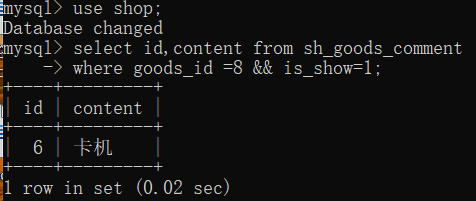 mysql> use shop;
Database changed
mysql> select id,content from sh_goods_comment
    -> where goods_id =8 && is_show=1;
+----+---------+
| id | content |
+----+---------+
|  6 | 卡机    |
+----+---------+
1 row in set (0.02 sec)